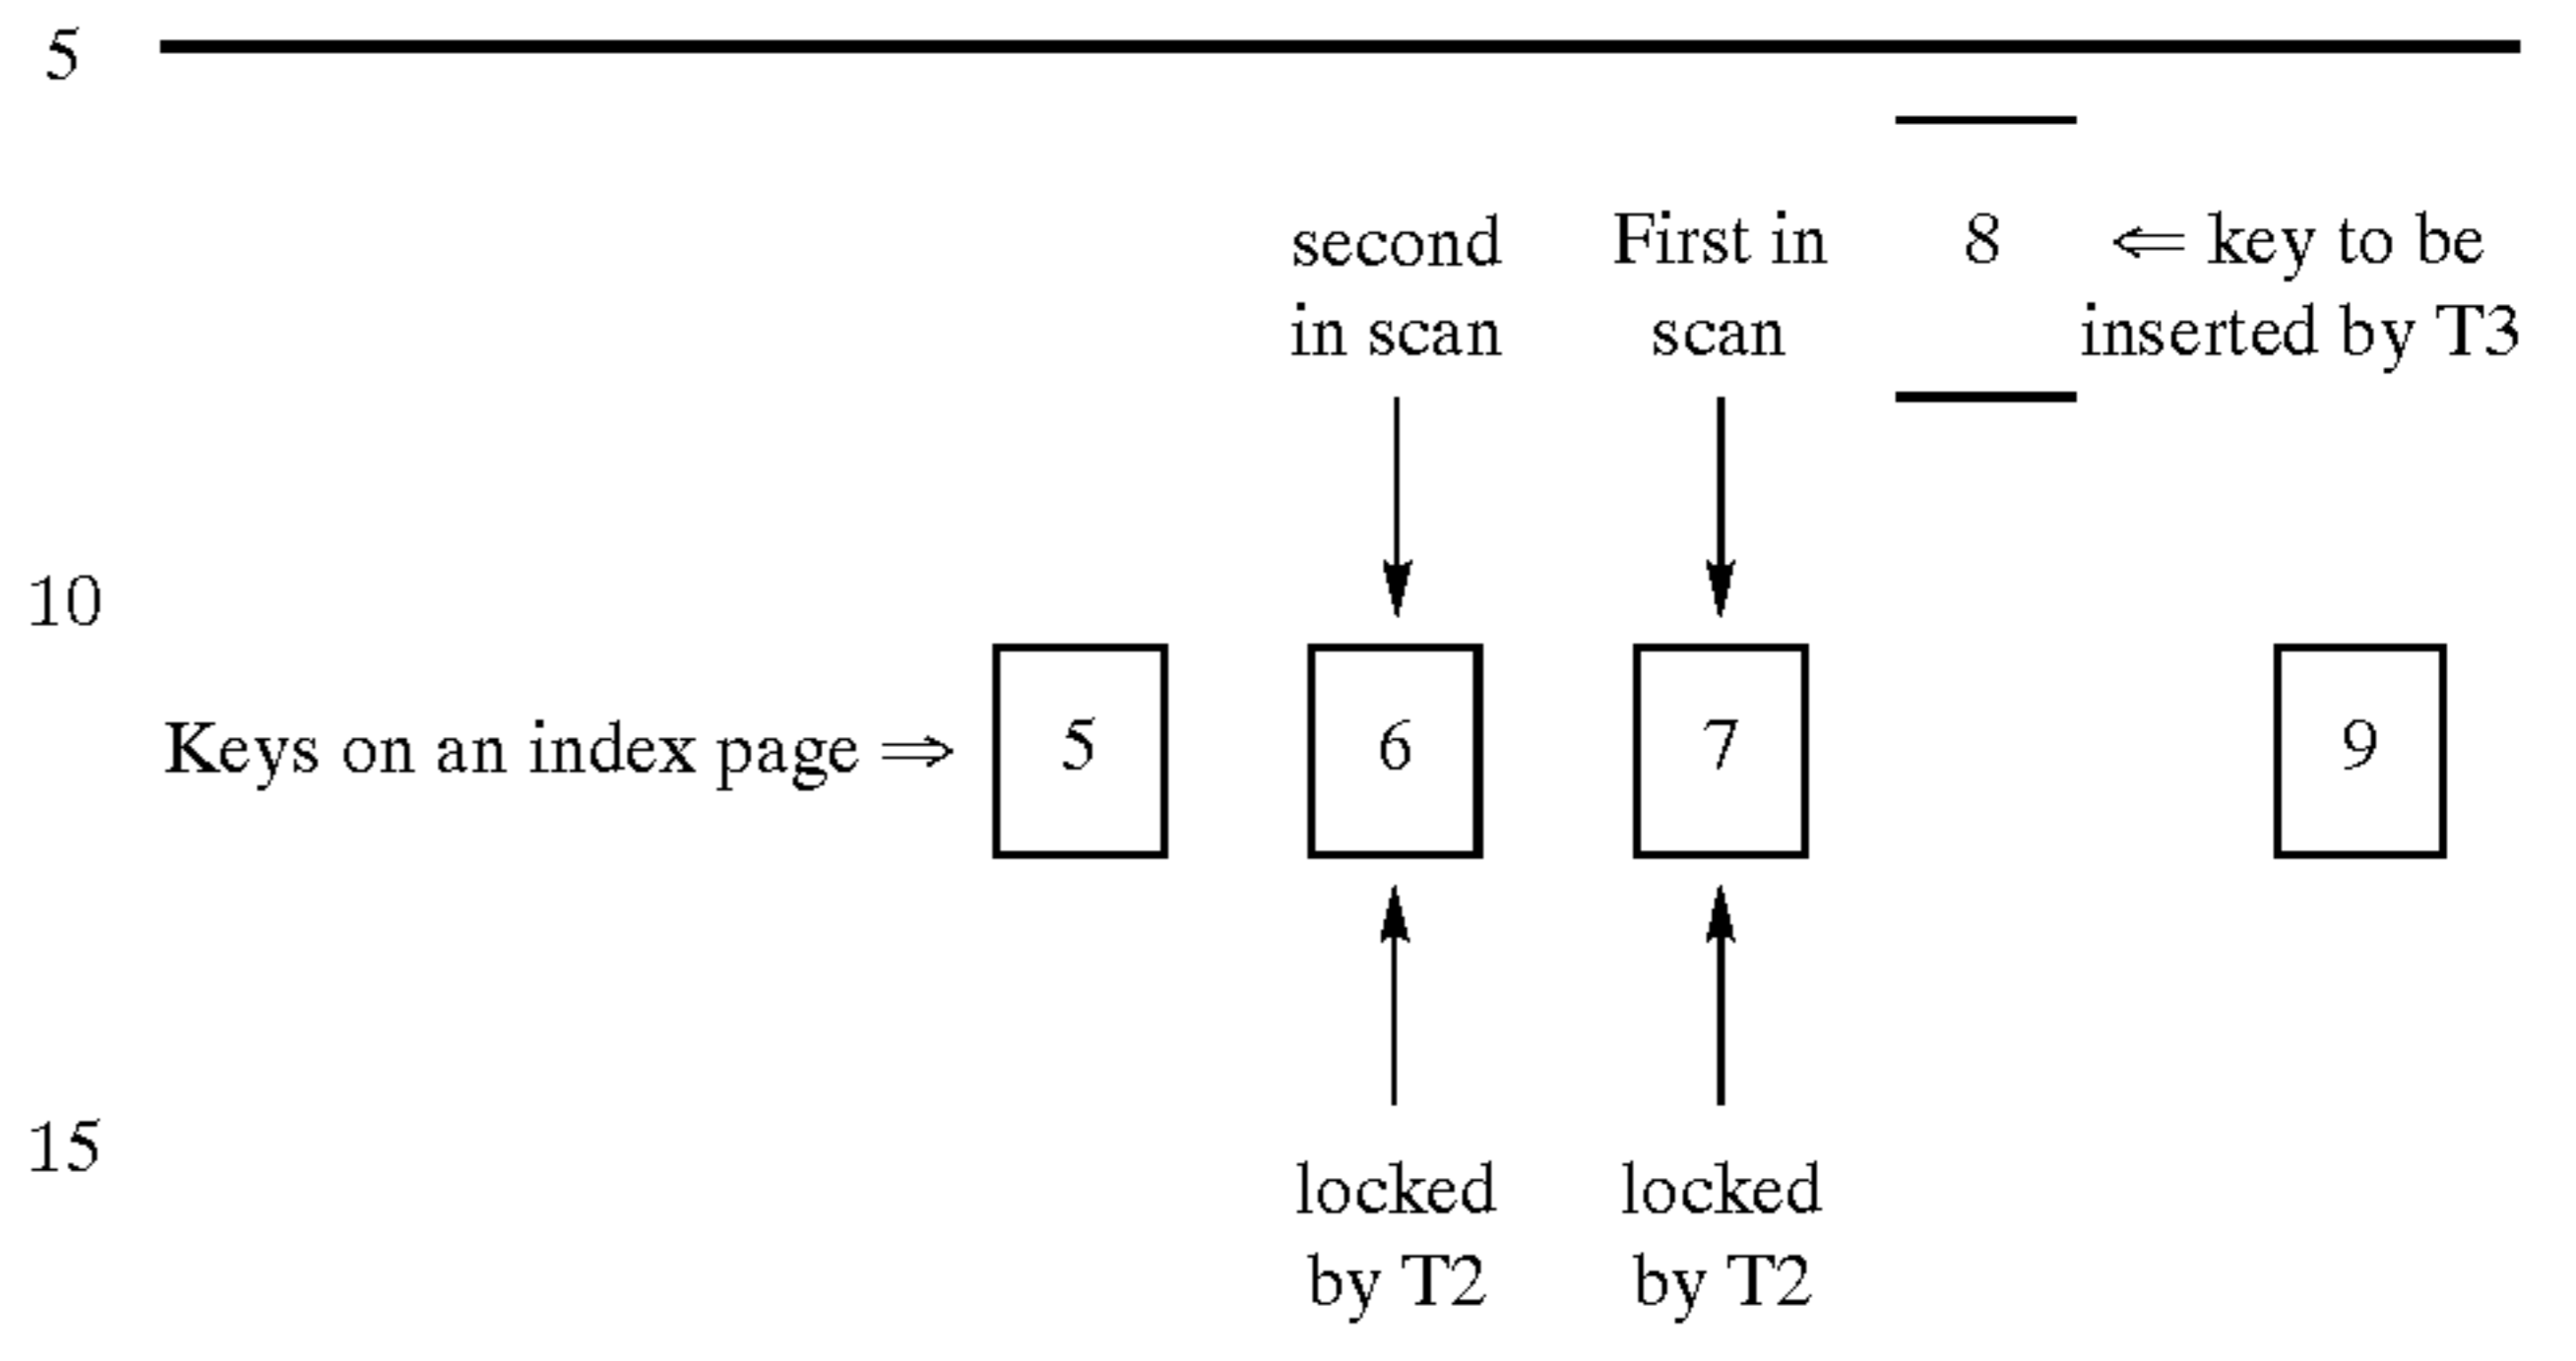 5
second First in 8 ⇐ key to be
in scan scan inserted by T3
10
Keys on an index page ⇒ 5 6 7 9
15
locked locked
by T2 by T2